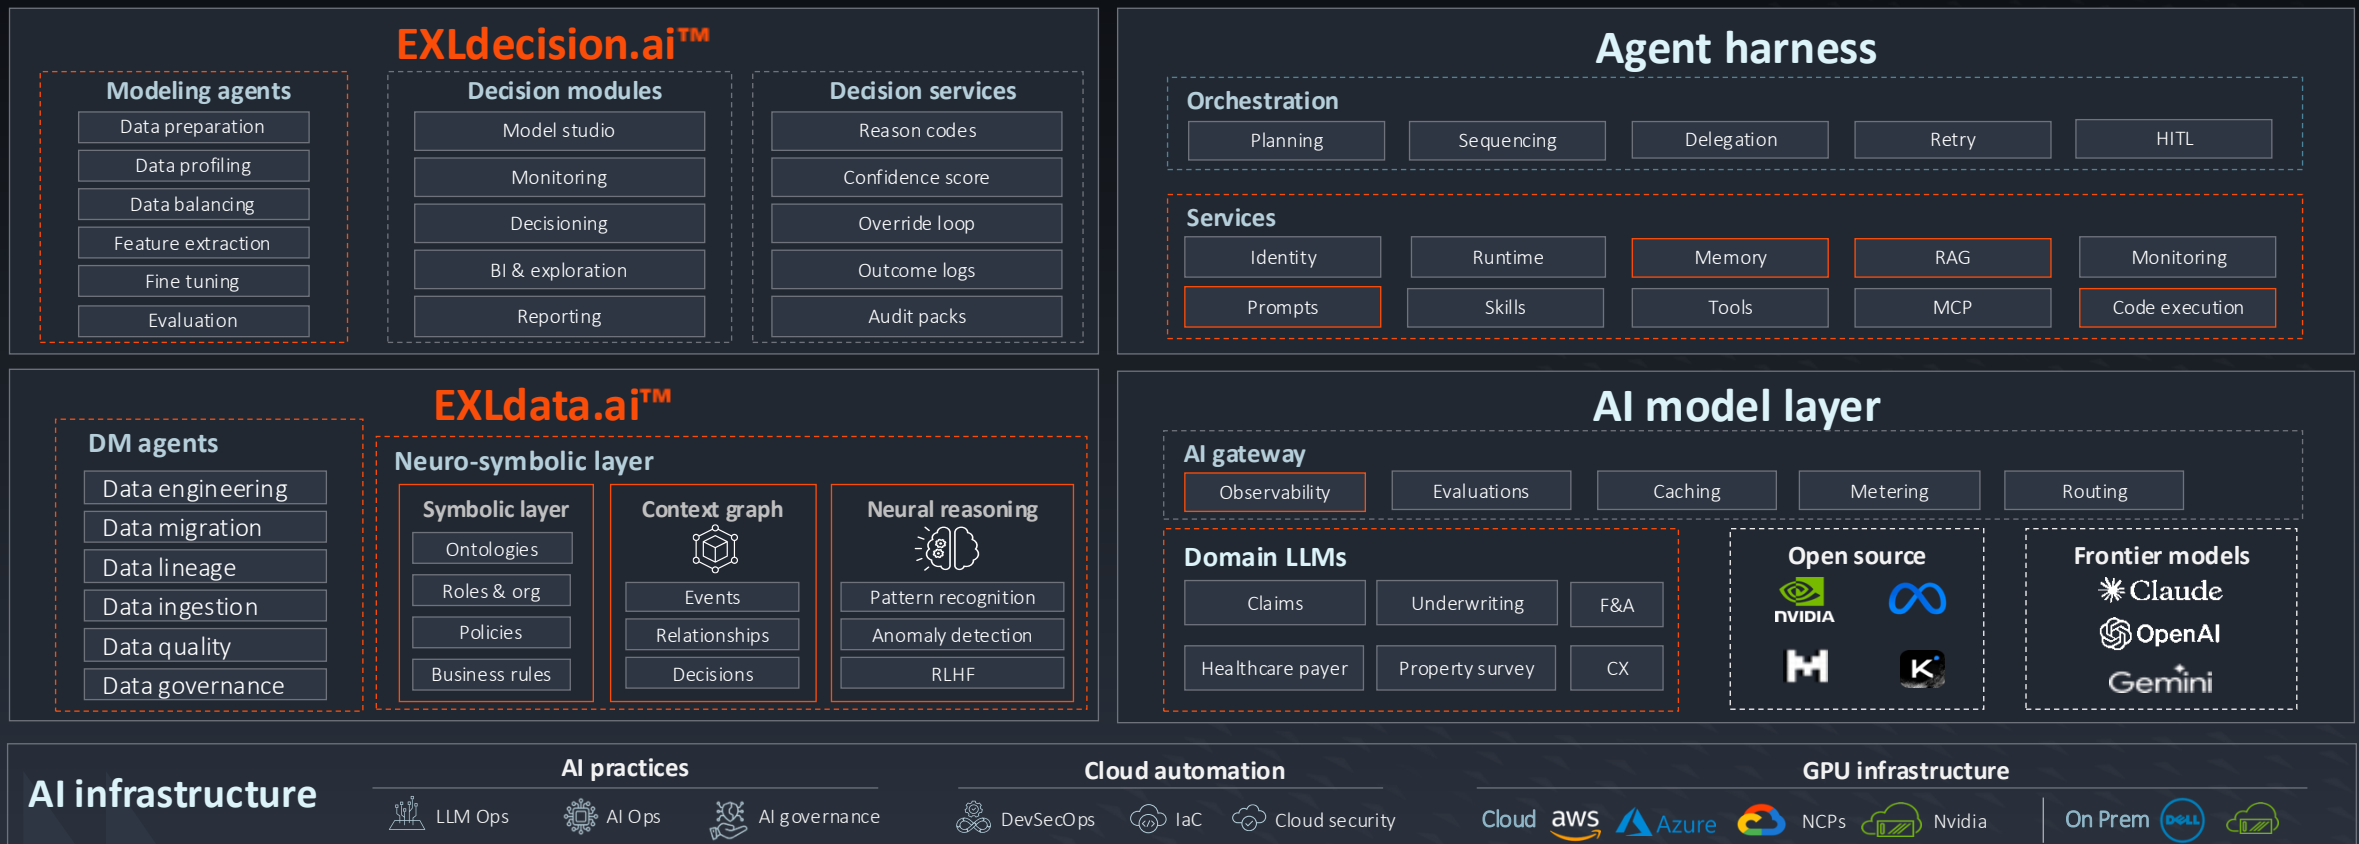 EXLdecision.ai™
Modeling agents
Data preparation
Data profiling
Data balancing
Feature extraction
Fine tuning
Evaluation
Decision modules
Model studio
Monitoring
Decisioning
BI & exploration
Reporting
Decision services
Reason codes
Confidence score
Override loop
Outcome logs
Audit packs
Agent harness
Orchestration
Planning
Sequencing
Delegation
Retry
HITL
Services
Identity
Runtime
Memory
RAG
Monitoring
Prompts
Skills
Tools
MCP
Code execution
EXLdata.ai™
DM agents
Data engineering
Data migration
Data lineage
Data ingestion
Data quality
Data governance
Neuro-symbolic layer
Symbolic layer
Ontologies
Roles & org
Policies
Business rules
Context graph
Events
Relationships
Decisions
Neural reasoning
Pattern recognition
Anomaly detection
RLHF
AI model layer
AI gateway
Observability
Evaluations
Caching
Metering
Routing
Domain LLMs
Claims
Underwriting
F&A
Healthcare payer
Property survey
CX
Open source
NVIDIA
K
Frontier models
Claude
OpenAI
Gemini
AI infrastructure
AI practices
LLM Ops
AI Ops
AI governance
Cloud automation
DevSecOps
IaC
Cloud security
GPU infrastructure
Cloud
aws
Azure
NCPs
Nvidia
On Prem
DELL